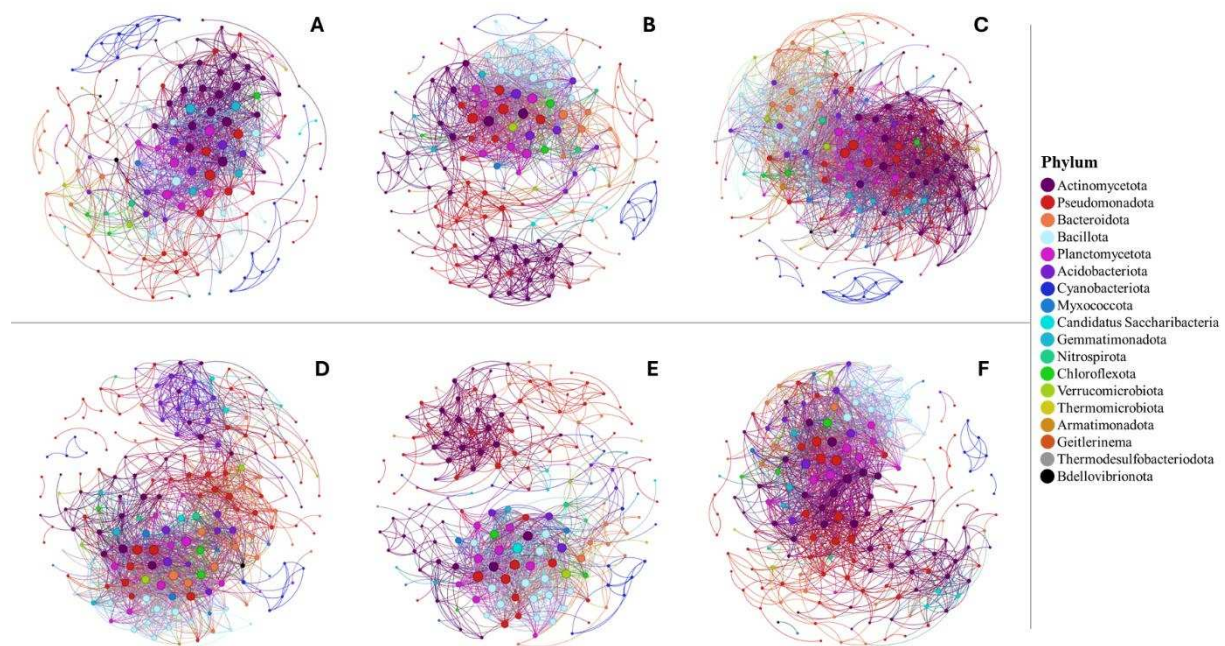 A
B
C
D
E
F
Phylum
Actinomycetota
Pseudomonadota
Bacteroidota
Bacillota
Planctomycetota
Acidobacteriota
Cyanobacteriota
Myxococcota
Candidatus Saccharibacteria
Gemmatimonadota
Nitrospirota
Chloroflexota
Verrucomicrobiota
Thermomicrobiota
Armatimonadota
Geitlerinema
Thermodesulfobacteriodota
Bdellovibrionota